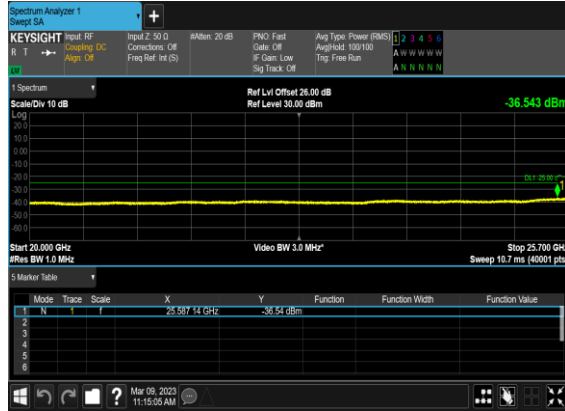 Spectrum Analyzer 1
Swept SA
+
KEYSIGHT Input: RF Input Z: 50 Ω #Atten: 20 dB PNO: Fast Avg Type: Power (RMS) 1 2 3 4 5 6
R T Coupling: DC Corrections: Off Gate: Off Avg|Hold: 100/100 A W W W W W
Align: Off Freq Ref: Int (S) IF Gain: Low Trig: Free Run
Sig Track: Off A N N N N N
1 Spectrum Ref Lvl Offset 26.00 dB
Scale/Div 10 dB Ref Level 30.00 dBm -36.543 dBm
Log
20.0
10.0
0.00
-10.0
-20.0
DL1 -25.00
-30.0 1
-40.0
-50.0
-60.0
Start 20.000 GHz Video BW 3.0 MHz* Stop 25.700 GH
#Res BW 1.0 MHz Sweep 10.7 ms (40001 pts
5 Marker Table
Mode Trace Scale X Y Function Function Width Function Value
1 N 1 f 25.587 14 GHz -36.54 dBm
2
3
4
5
6
? Mar 09, 2023
11:15:05 AM